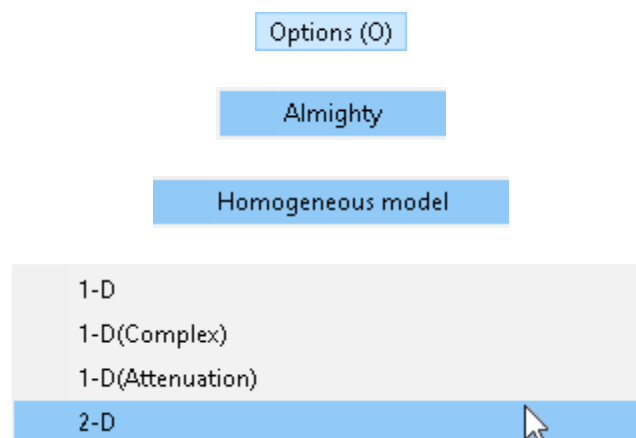 Options (O)
Almighty
Homogeneous model
1-D
1-D(Complex)
1-D(Attenuation)
2-D